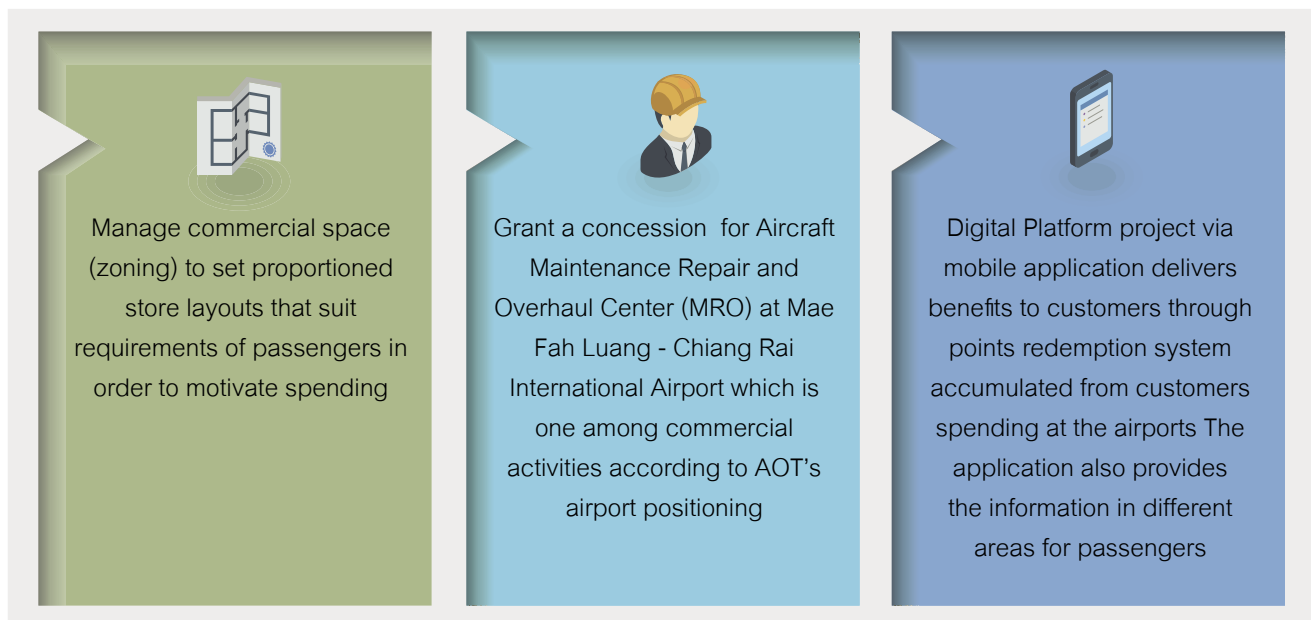 Manage commercial space
(zoning) to set proportioned
store layouts that suit
requirements of passengers in
order to motivate spending
Grant a concession for Aircraft
Maintenance Repair and
Overhaul Center (MRO) at Mae
Fah Luang - Chiang Rai
International Airport which is
one among commercial
activities according to AOT’s
airport positioning
Digital Platform project via
mobile application delivers
benefits to customers through
points redemption system
accumulated from customers
spending at the airports The
application also provides
the information in different
areas for passengers